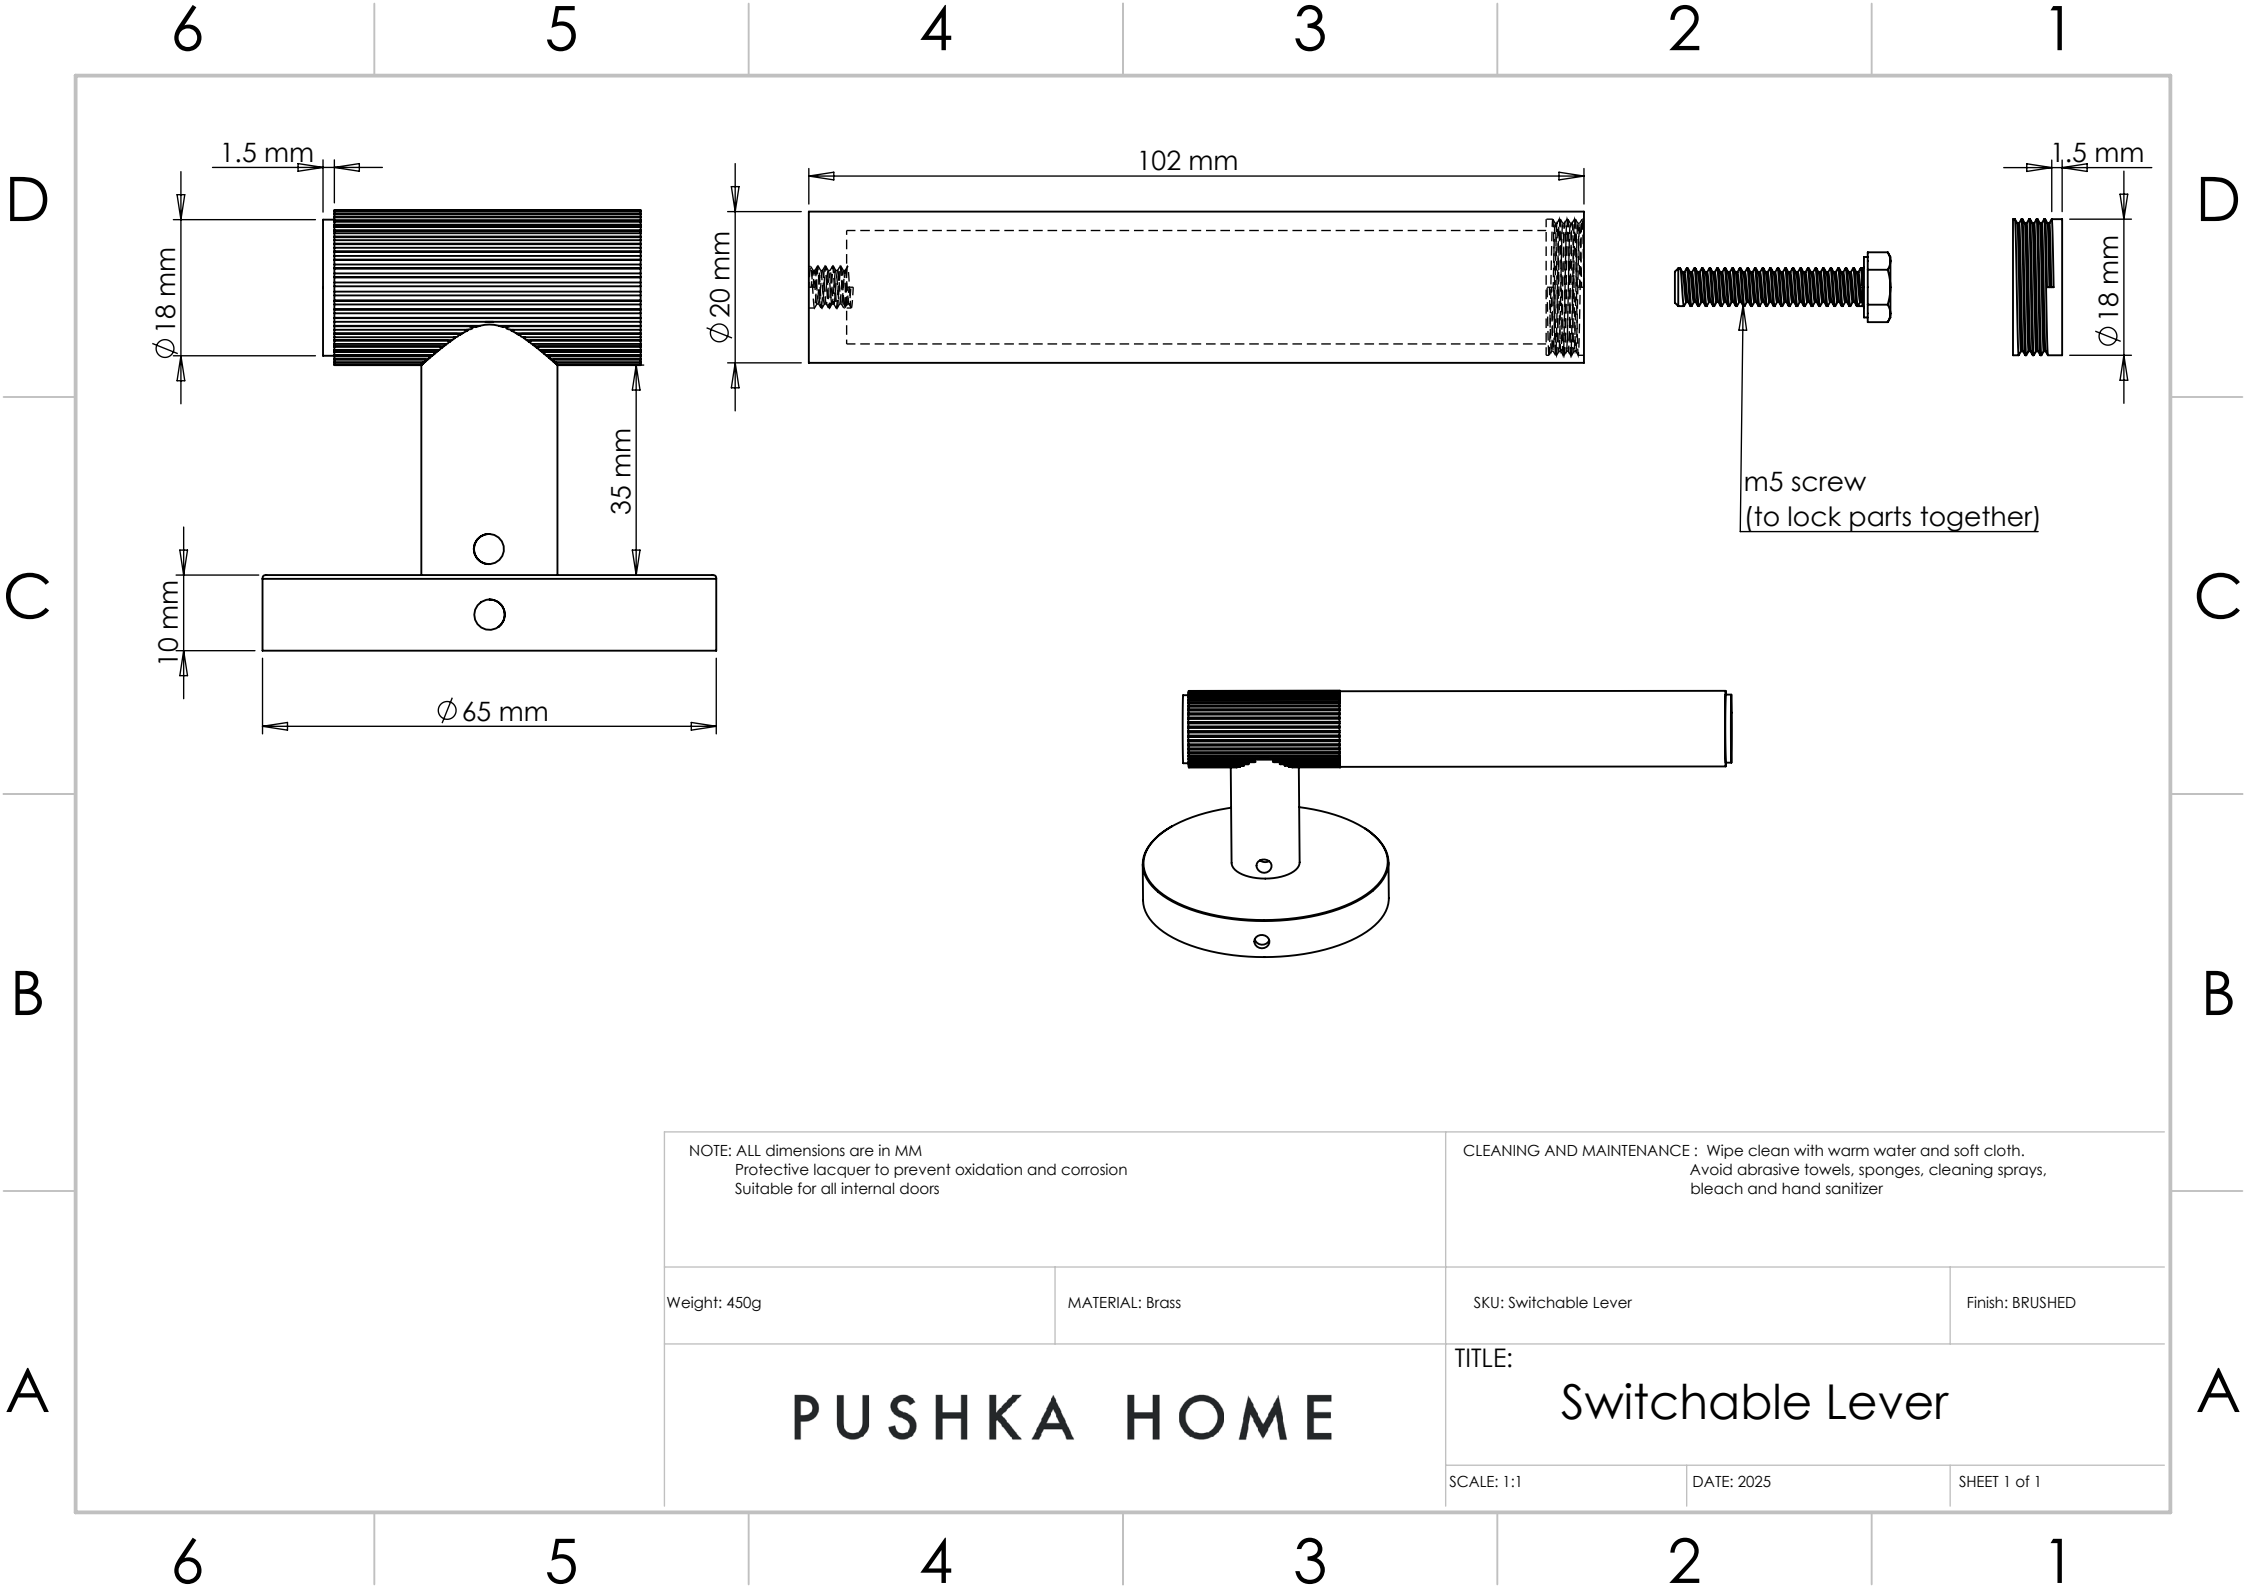 6 5 4 3 2 1
D
1.5 mm
102 mm
1.5 mm
D
Ø18 mm
Ø20 mm
Ø18 mm
35 mm
m5 screw
(to lock parts together)
C
10 mm
C
Ø65 mm
B
B
NOTE: ALL dimensions are in MM
Protective lacquer to prevent oxidation and corrosion
Suitable for all internal doors
CLEANING AND MAINTENANCE : Wipe clean with warm water and soft cloth.
Avoid abrasive towels, sponges, cleaning sprays,
bleach and hand sanitizer
Weight: 450g
MATERIAL: Brass
SKU: Switchable Lever
Finish: BRUSHED
A
PUSHKA HOME
TITLE:
Switchable Lever
A
SCALE: 1:1
DATE: 2025
SHEET 1 of 1
6 5 4 3 2 1